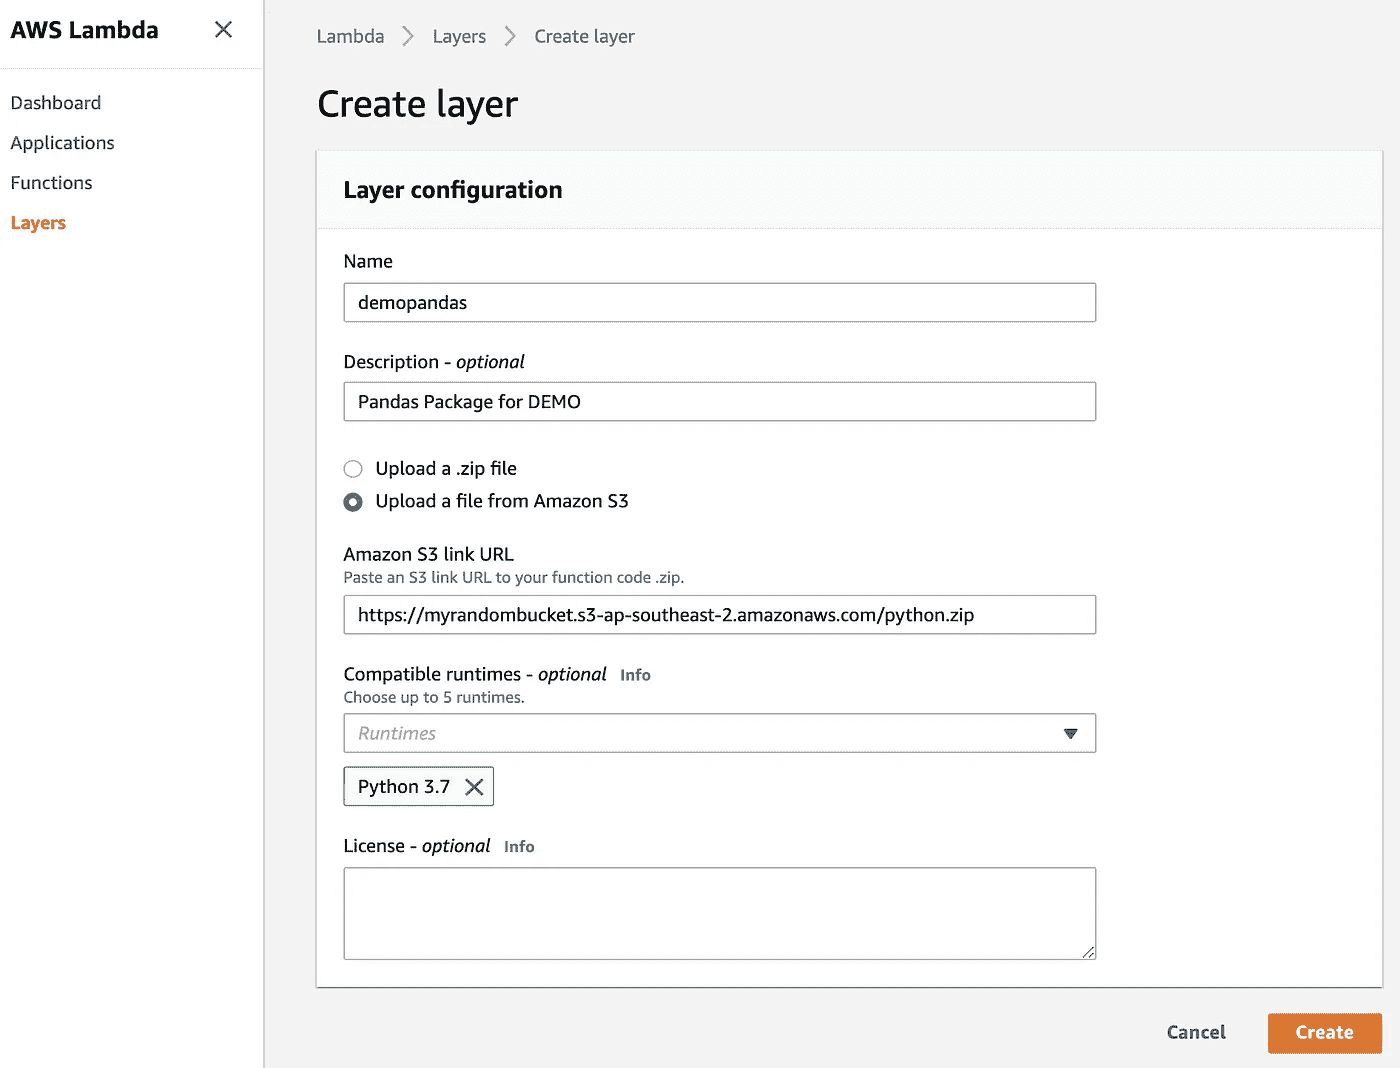 AWS Lambda
Dashboard
Applications
Functions
Layers
Lambda > Layers > Create layer
Create layer
Layer configuration
Name
demopandas
Description - optional
Pandas Package for DEMO
Upload a .zip file
Upload a file from Amazon S3
Amazon S3 link URL
Paste an S3 link URL to your function code .zip.
https://myrandombucket.s3-ap-southeast-2.amazonaws.com/python.zip
Compatible runtimes - optional Info
Choose up to 5 runtimes.
Runtimes
Python 3.7
License - optional Info
Cancel Create